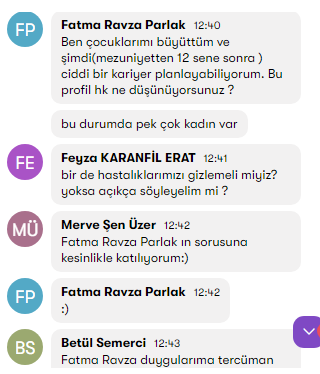 FP
Fatma Ravza Parlak 12:40
Ben çocuklarımı büyüttüm ve
şimdi(mezuniyetten 12 sene sonra )
ciddi bir kariyer planlayabiliyorum. Bu
profil hk ne düşünüyorsunuz ?
bu durumda pek çok kadın var
FE
Feyza KARANFİL ERAT 12:41
bir de hastalıklarımızı gizlemeli miyiz?
yoksa açıkça söyleyelim mi ?
MÜ
Merve Şen Üzer 12:42
Fatma Ravza Parlak ın sorusuna
kesinlikle katılıyorum:)
FP
Fatma Ravza Parlak 12:42
:)
BS
Betül Semerci 12:43
Fatma Ravza duygularıma tercüman